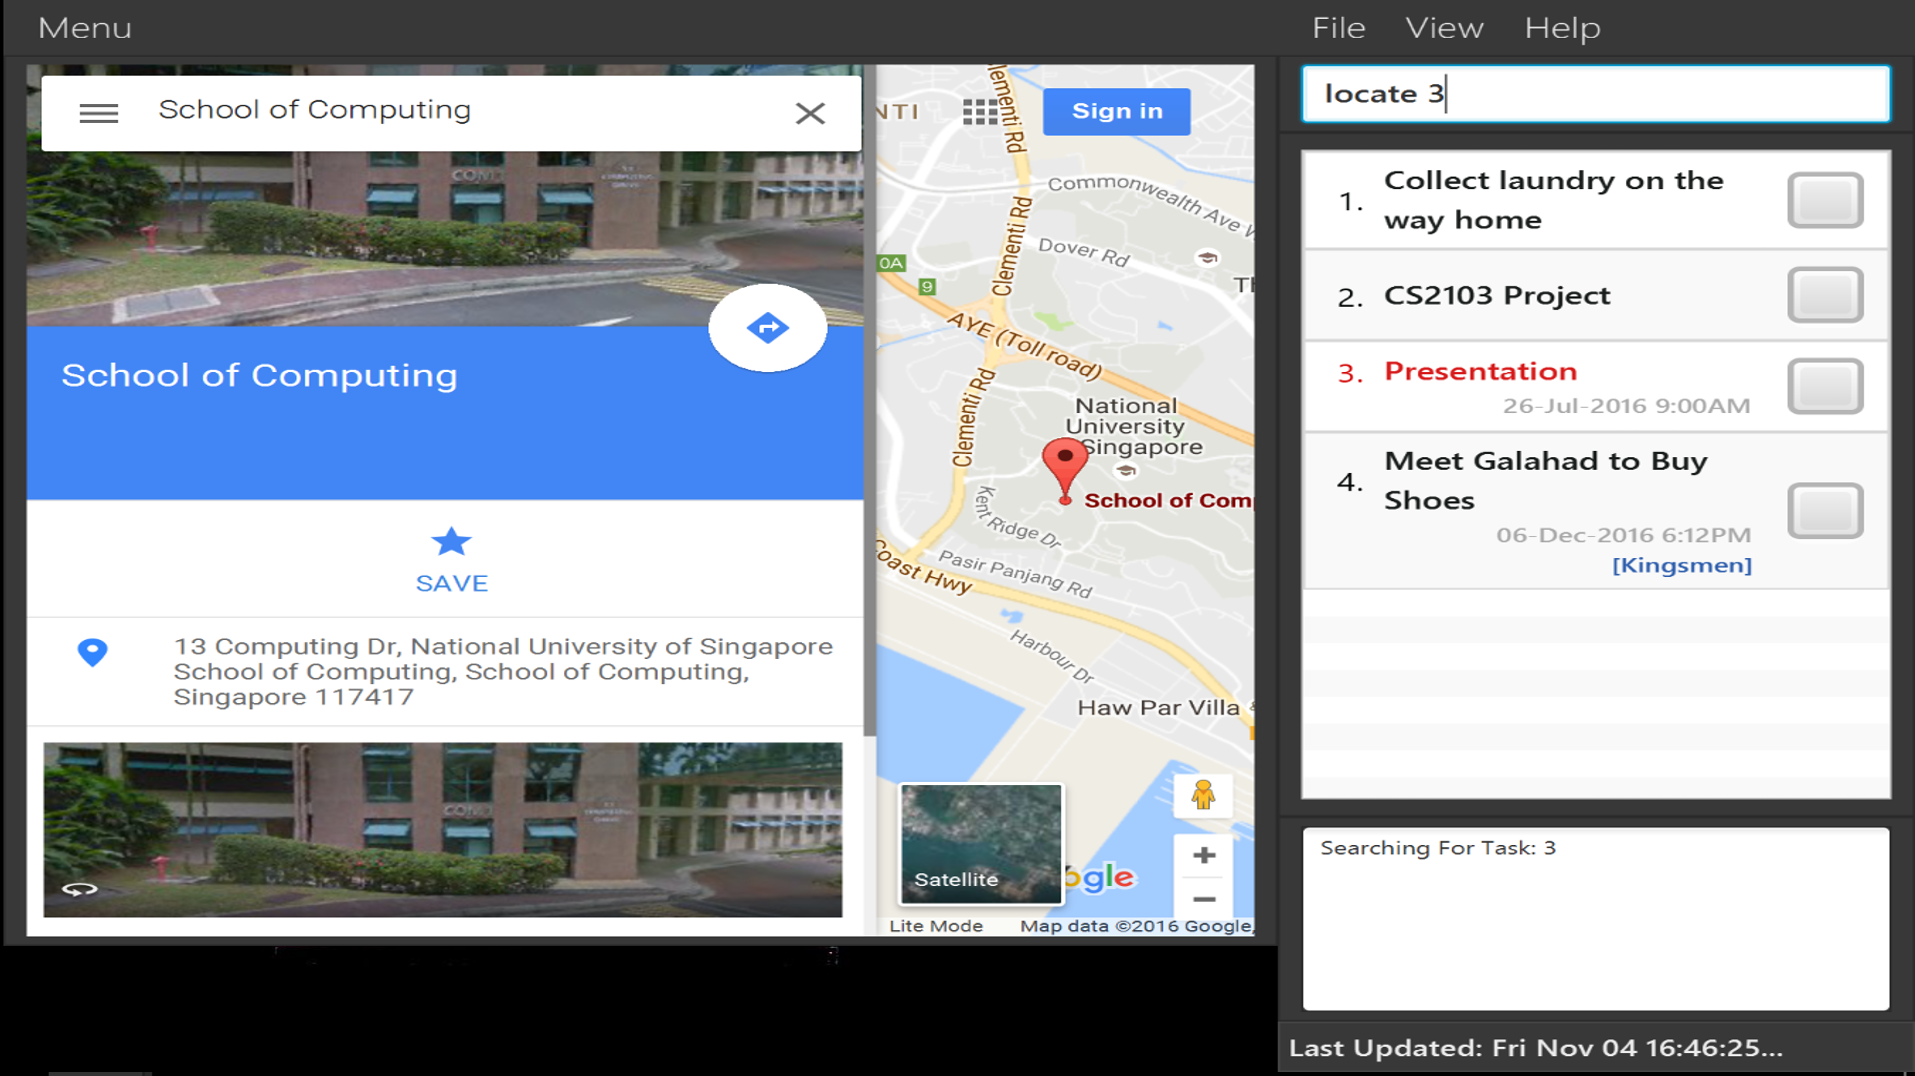 Menu
School of Computing
COM1
School of Computing
SAVE
13 Computing Dr, National University of Singapore
School of Computing, School of Computing,
Singapore 117417
NTI
Sign in
Clementi Rd
Commonwealth Ave W
Clementi Rd
Dover Rd
0A
9
AYE (Toll road)
Clementi Rd
National
University
Singapore
School of Com
Kent Ridge Dr
Coast Hwy
Pasir Panjang Rd
Harbour Dr
Haw Par Villa
Satellite
ogle
Lite Mode
Map data ©2016 Google,
File View Help
locate 3
1. Collect laundry on the
way home
2. CS2103 Project
3. Presentation
26-Jul-2016 9:00AM
4. Meet Galahad to Buy
Shoes
06-Dec-2016 6:12PM
[Kingsmen]
Searching For Task: 3
Last Updated: Fri Nov 04 16:46:25...